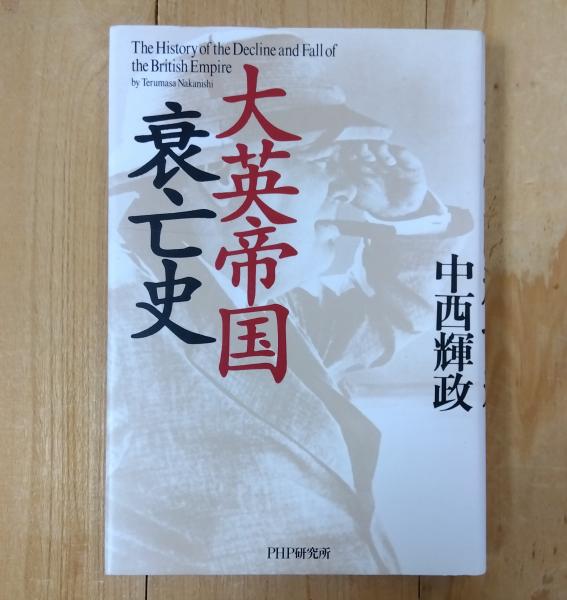 The History of the Decline and Fall of
the British Empire
by Terumasa Nakanishi
大英帝国
衰亡史
中西輝政
PHP研究所